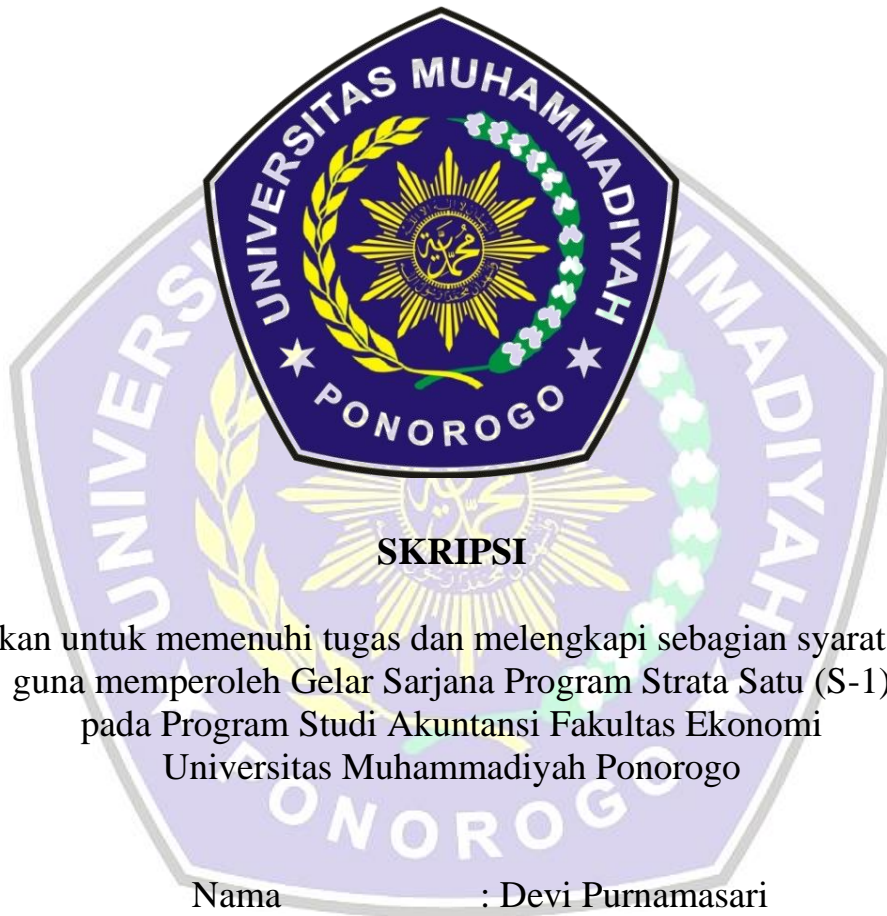 UNIVERSITAS MUHAMMADIYAH
PONOROGO
SKRIPSI
kan untuk memenuhi tugas dan melengkapi sebagian syarat
guna memperoleh Gelar Sarjana Program Strata Satu (S-1)
pada Program Studi Akuntansi Fakultas Ekonomi
Universitas Muhammadiyah Ponorogo
Nama : Devi Purnamasari